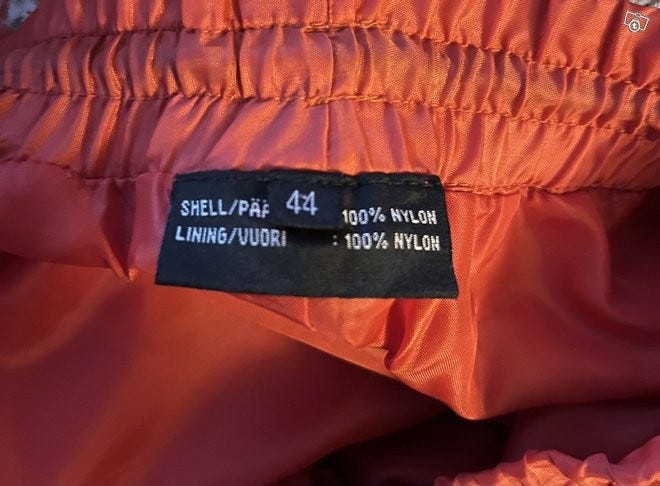 44
SHELL/PÄÄ 100% NYLON
LINING/VUORI : 100% NYLON